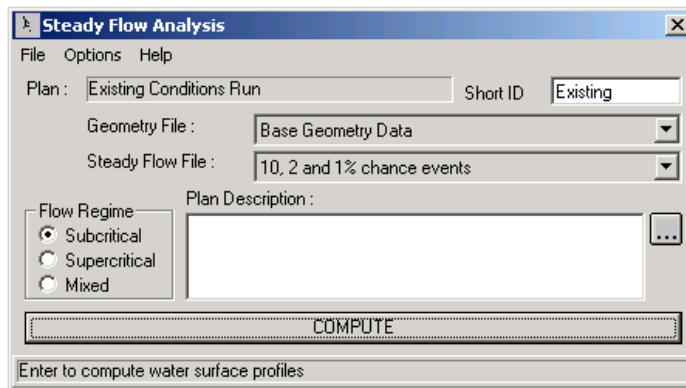 Steady Flow Analysis
File Options Help
Plan : Existing Conditions Run Short ID Existing
Geometry File : Base Geometry Data
Steady Flow File : 10, 2 and 1% chance events
Plan Description :
Flow Regime
Subcritical
Supercritical
Mixed
...
COMPUTE
Enter to compute water surface profiles